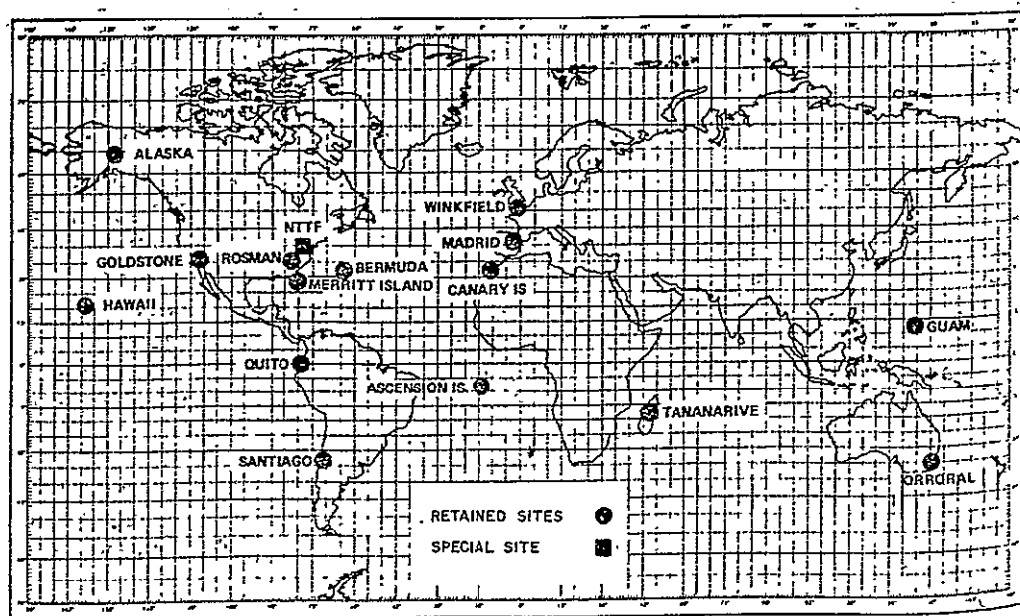 ALASKA
WINKFIELD
NTTF
MADRID
GOLDSTONE
ROSMAN
BERMUDA
MERRITT ISLAND
CANARY IS
HAWAII
GUAM
QUITO
ASCENSION IS.
TANANARIVE
SANTIAGO
ORRORAL
RETAINED SITES
SPECIAL SITE